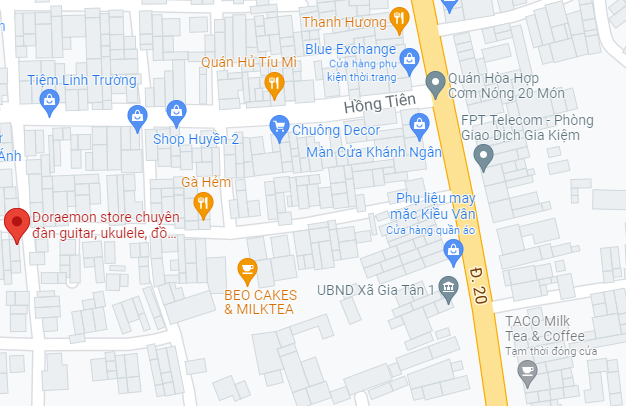 Thanh Hương
Blue Exchange
Cửa hàng phụ
kiện thời trang
Quán Hủ Tíu Mì
Quán Hòa Hợp
Cơm Nóng 20 Món
Tiệm Linh Trường
Hồng Tiên
FPT Telecom - Phòng
Giao Dịch Gia Kiệm
Shop Huyền 2
Chuông Decor
Màn Cửa Khánh Ngân
Ánh
Gà Hẻm
Phụ liệu may
mắc Kiều Vân
Cửa hàng quần áo
Doraemon store chuyên
đàn guitar, ukulele, đồ...
BEO CAKES
& MILKTEA
UBND Xã Gia Tân 1
Đ. 20
TACO Milk
Tea & Coffee
Tạm thời đóng cửa